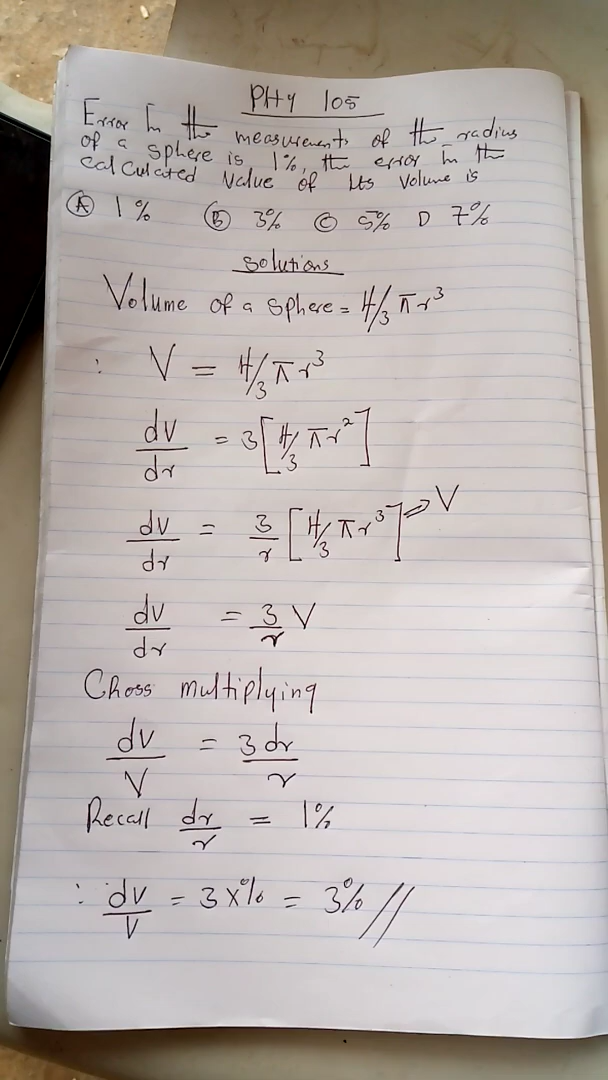 PHY 105
Error in the measurements of the radius
of a sphere is 1%, the error in the
calculated value of its volume is
Ⓐ 1% Ⓑ 3% Ⓒ 5% D 7%
Solutions
Volume of a sphere = 4/3 πr³
: V = 4/3 πr³
dv/dr = 3[4/3 πr²]
dv/dr = 3/r [4/3 πr³] ⇒ V
dv/dr = 3/r V
Cross multiplying
dv/V = 3dr/r
Recall dr/r = 1%
: dv/V = 3 x % = 3% //